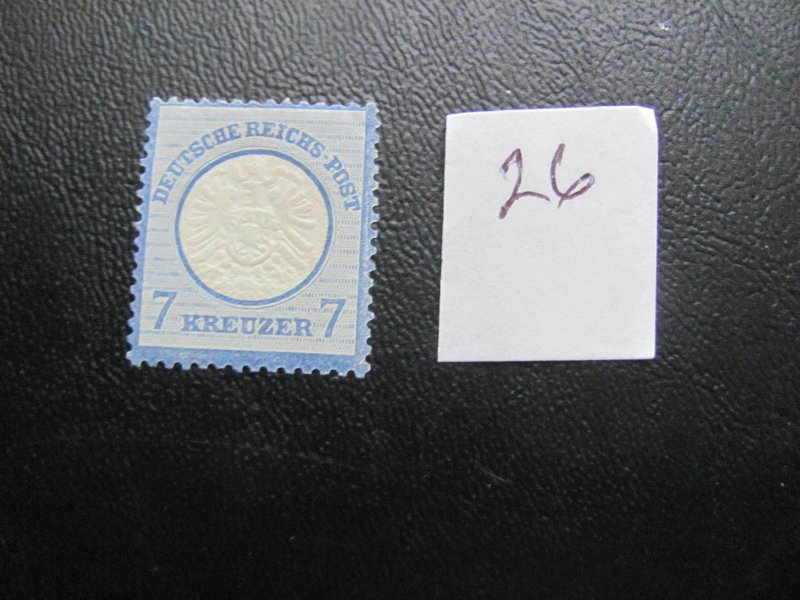 DEUTSCHE REICHS-POST
7 KREUZER 7
26